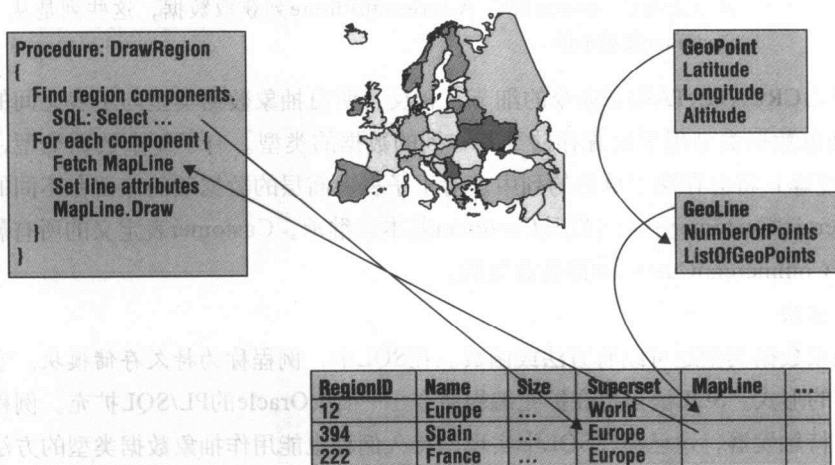 Procedure: DrawRegion
{
Find region components.
SQL: Select ...
For each component {
Fetch MapLine
Set line attributes
MapLine.Draw
}
}
GeoPoint
Latitude
Longitude
Altitude
GeoLine
NumberOfPoints
ListOfGeoPoints
RegionID Name Size Superset MapLine ...
12 Europe ... World
394 Spain ... Europe
222 France ... Europe